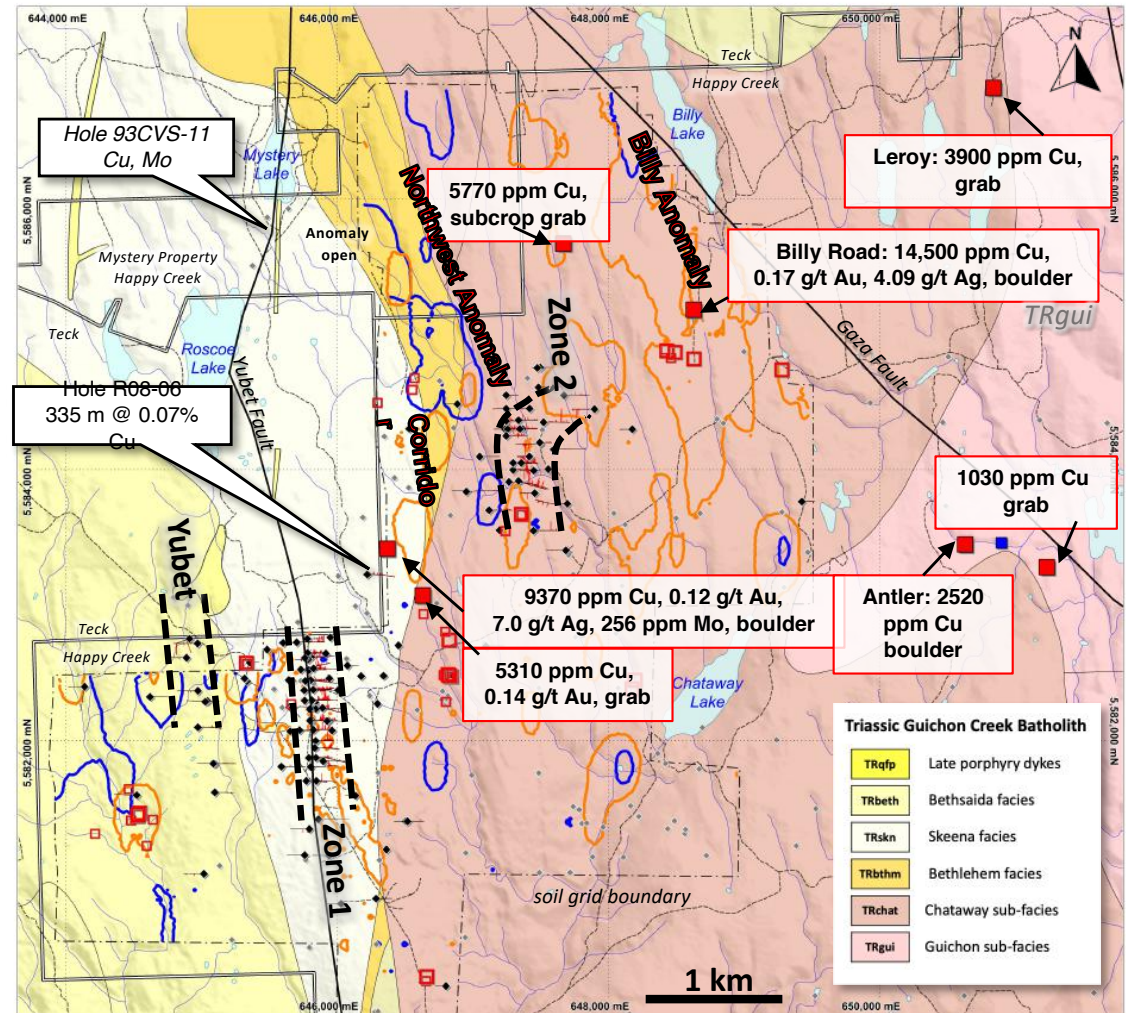 644,000 mE
646,000 mE
648,000 mE
650,000 mE
Teck
Happy Creek
N
Hole 93CVS-11
Cu, Mo
Mystery
Lake
Billy
Lake
Leroy: 3900 ppm Cu,
grab
5,586,000 mN
5,586,000 mN
Northwest Anomaly
5770 ppm Cu,
subcrop grab
Billy Anomaly
Anomaly
open
Mystery Property
Happy Creek
Billy Road: 14,500 ppm Cu,
0.17 g/t Au, 4.09 g/t Ag, boulder
TRgui
Teck
Zone 2
Roscoe
Lake
Gaza Fault
Hole R08-06
335 m @ 0.07%
Cu
Yubet Fault
Corrido
r
5,584,000 mN
5,584,000 mN
1030 ppm Cu
grab
Yubet
9370 ppm Cu, 0.12 g/t Au,
7.0 g/t Ag, 256 ppm Mo, boulder
Antler: 2520
ppm Cu
boulder
Teck
Happy Creek
5310 ppm Cu,
0.14 g/t Au, grab
Chataway
Lake
5,582,000 mN
5,582,000 mN
Zone 1
Triassic Guichon Creek Batholith
TRqfp Late porphyry dykes
TRbeth Bethsaida facies
TRskn Skeena facies
TRbthm Bethlehem facies
TRchat Chataway sub-facies
TRgui Guichon sub-facies
soil grid boundary
1 km
646,000 mE
648,000 mE
650,000 mE